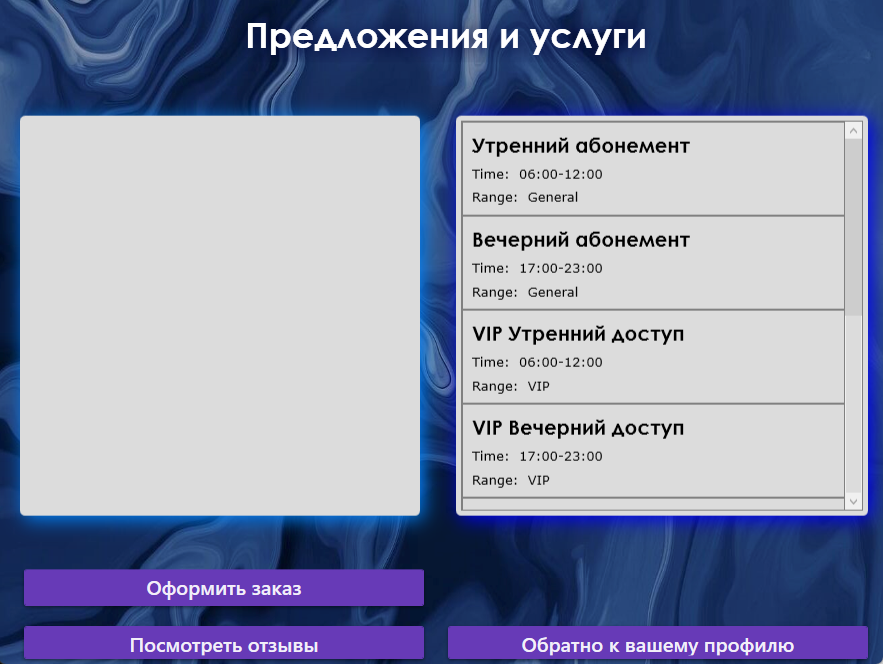 Предложения и услуги
Утренний абонемент
Time: 06:00-12:00
Range: General
Вечерний абонемент
Time: 17:00-23:00
Range: General
VIP Утренний доступ
Time: 06:00-12:00
Range: VIP
VIP Вечерний доступ
Time: 17:00-23:00
Range: VIP
Оформить заказ
Посмотреть отзывы
Обратно к вашему профилю